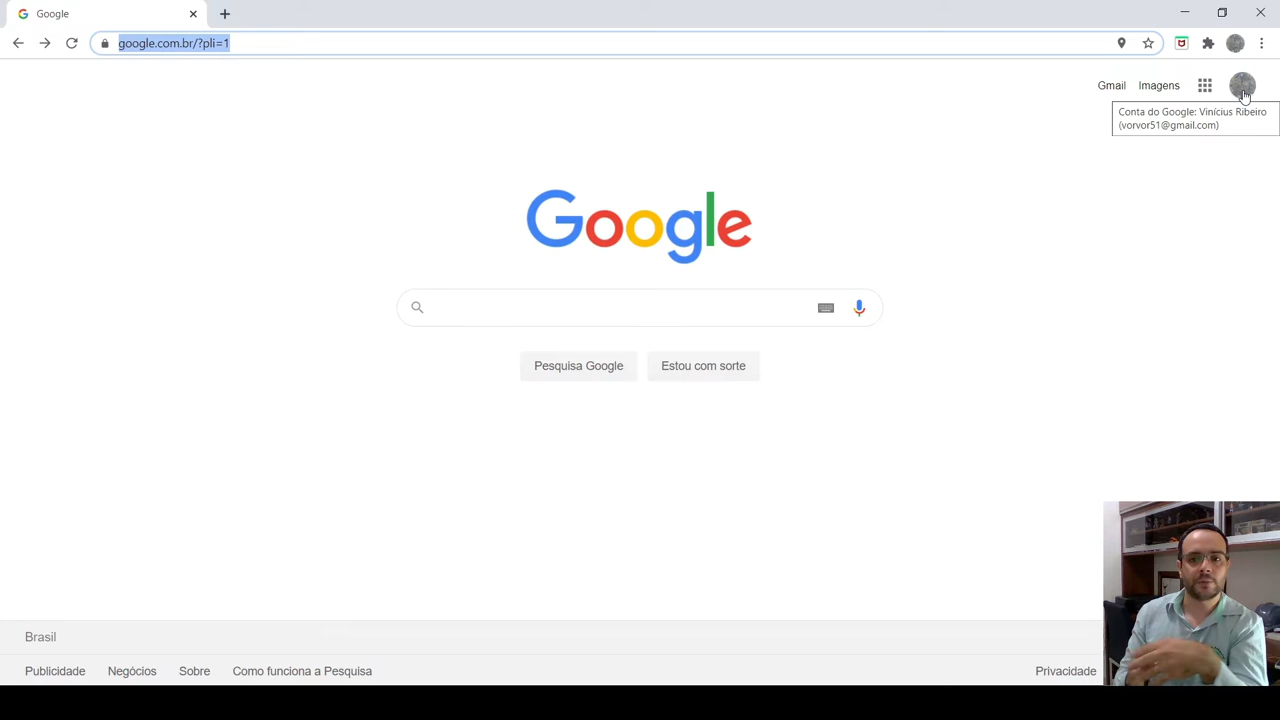 Google
google.com.br/?pli=1
Gmail Imagens
Conta do Google: Vinícius Ribeiro
(vorvor51@gmail.com)
Google
Pesquisa Google Estou com sorte
Brasil
Publicidade Negócios Sobre Como funciona a Pesquisa Privacidade